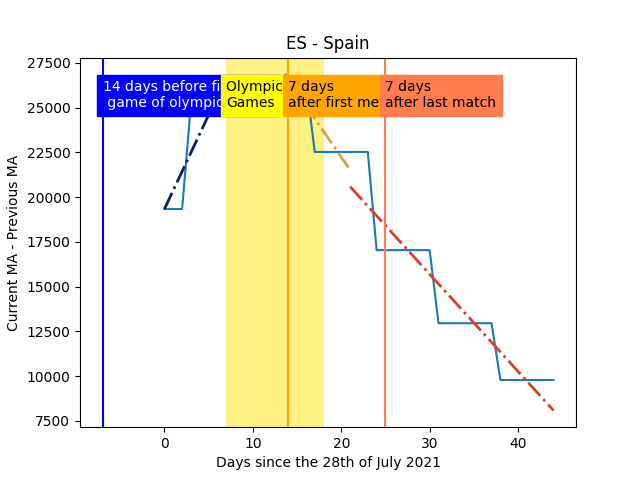 ES - Spain
27500
25000
22500
20000
17500
15000
12500
10000
7500
Current MA - Previous MA
14 days before fi
game of olympic
Olympic
Games
7 days
after first me
7 days
after last match
0
10
20
30
40
Days since the 28th of July 2021